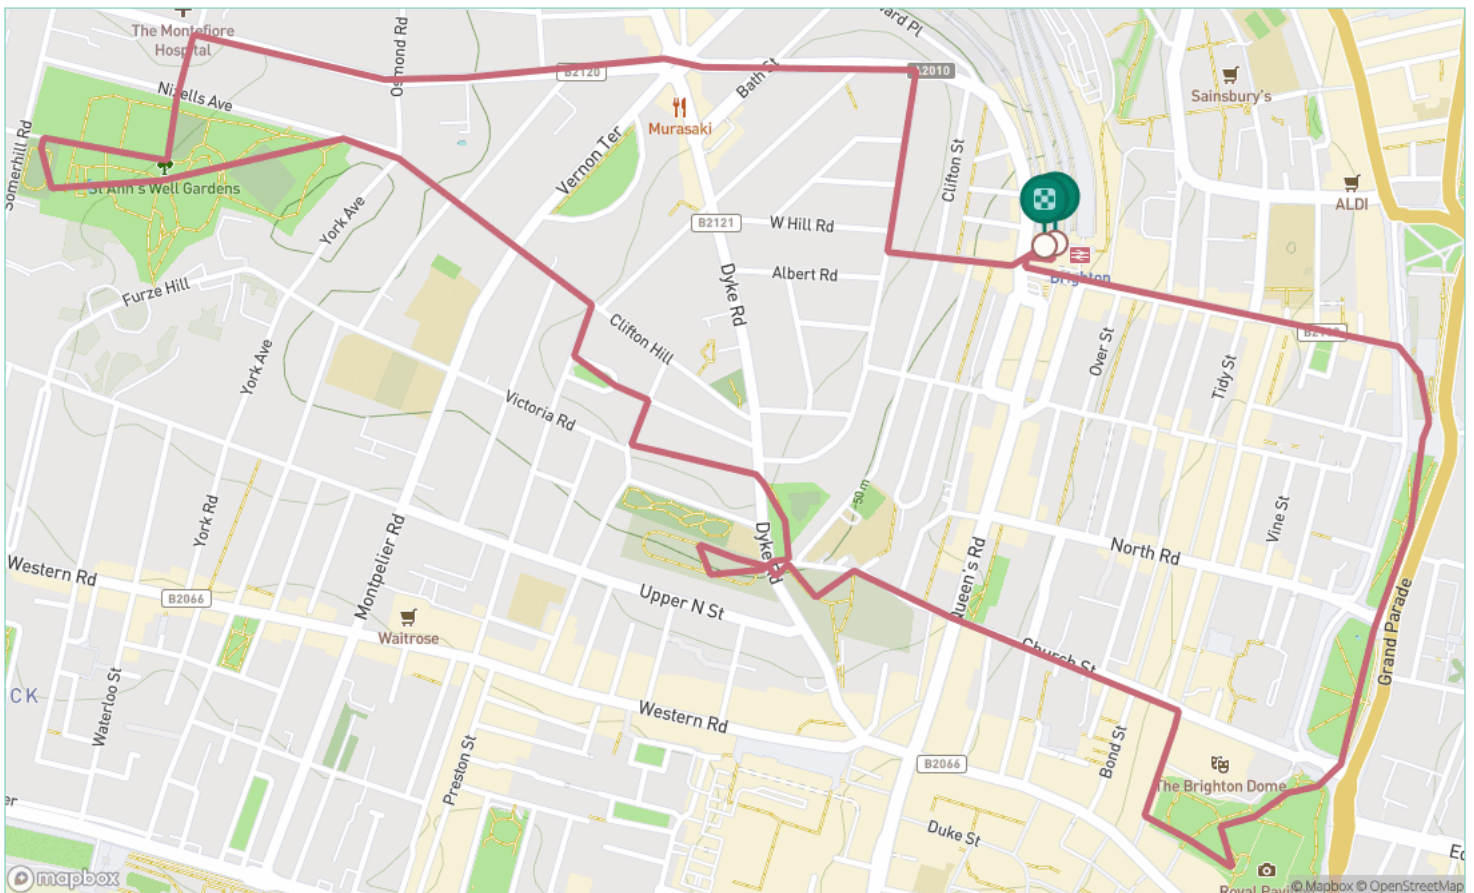 The Montefiore
Hospital
Osmond Rd
B2120
A2010
Bath St
Sainsbury's
Nizells Ave
Murasaki
Somerhill Rd
Vernon Ter
Clifton St
St Ann's Well Gardens
York Ave
B2121
W Hill Rd
ALDI
Albert Rd
Brighton
Furze Hill
Dyke Rd
Clifton Hill
York Ave
Over St
Tidy St
Victoria Rd
50 m
Vine St
York Rd
Montpelier Rd
Dyke Rd
Queen's Rd
North Rd
Western Rd
B2066
Upper N St
Grand Parade
Waitrose
Church St
CK
Waterloo St
Western Rd
Bond St
Preston St
B2066
The Brighton Dome
Duke St
mapbox
© Mapbox © OpenStreetMap